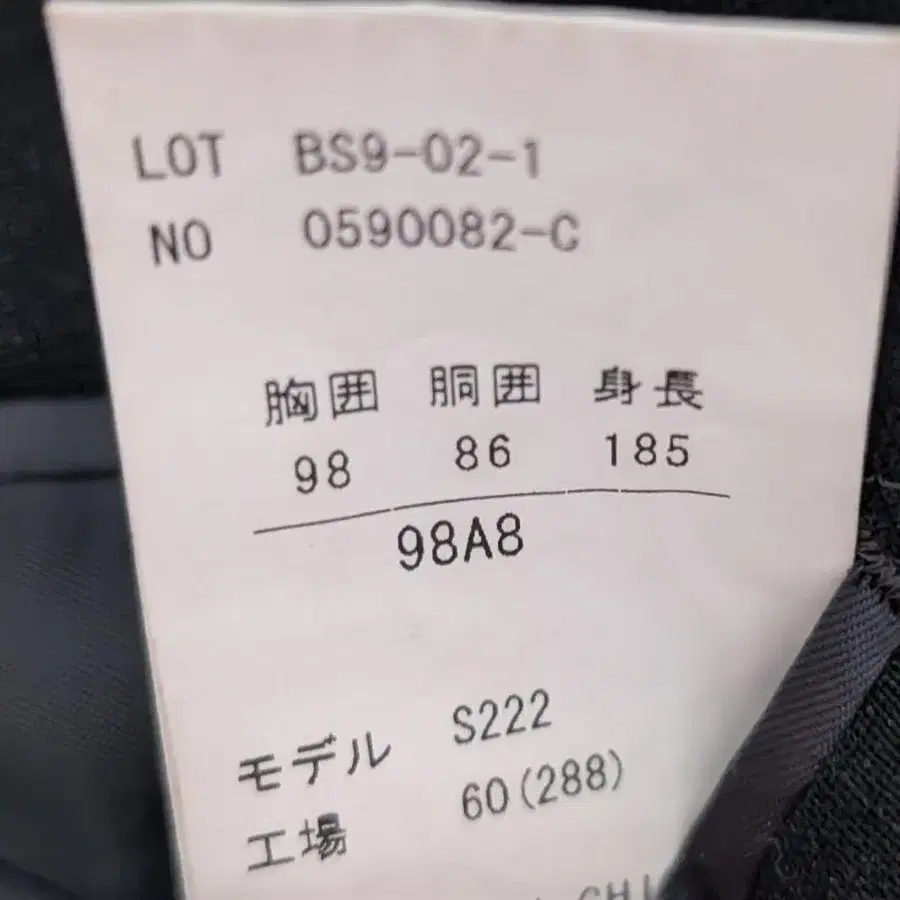 LOT BS9-02-1
NO 0590082-C
胸囲 胴囲 身長
98 86 185
98A8
モデル S222
工場 60(288)